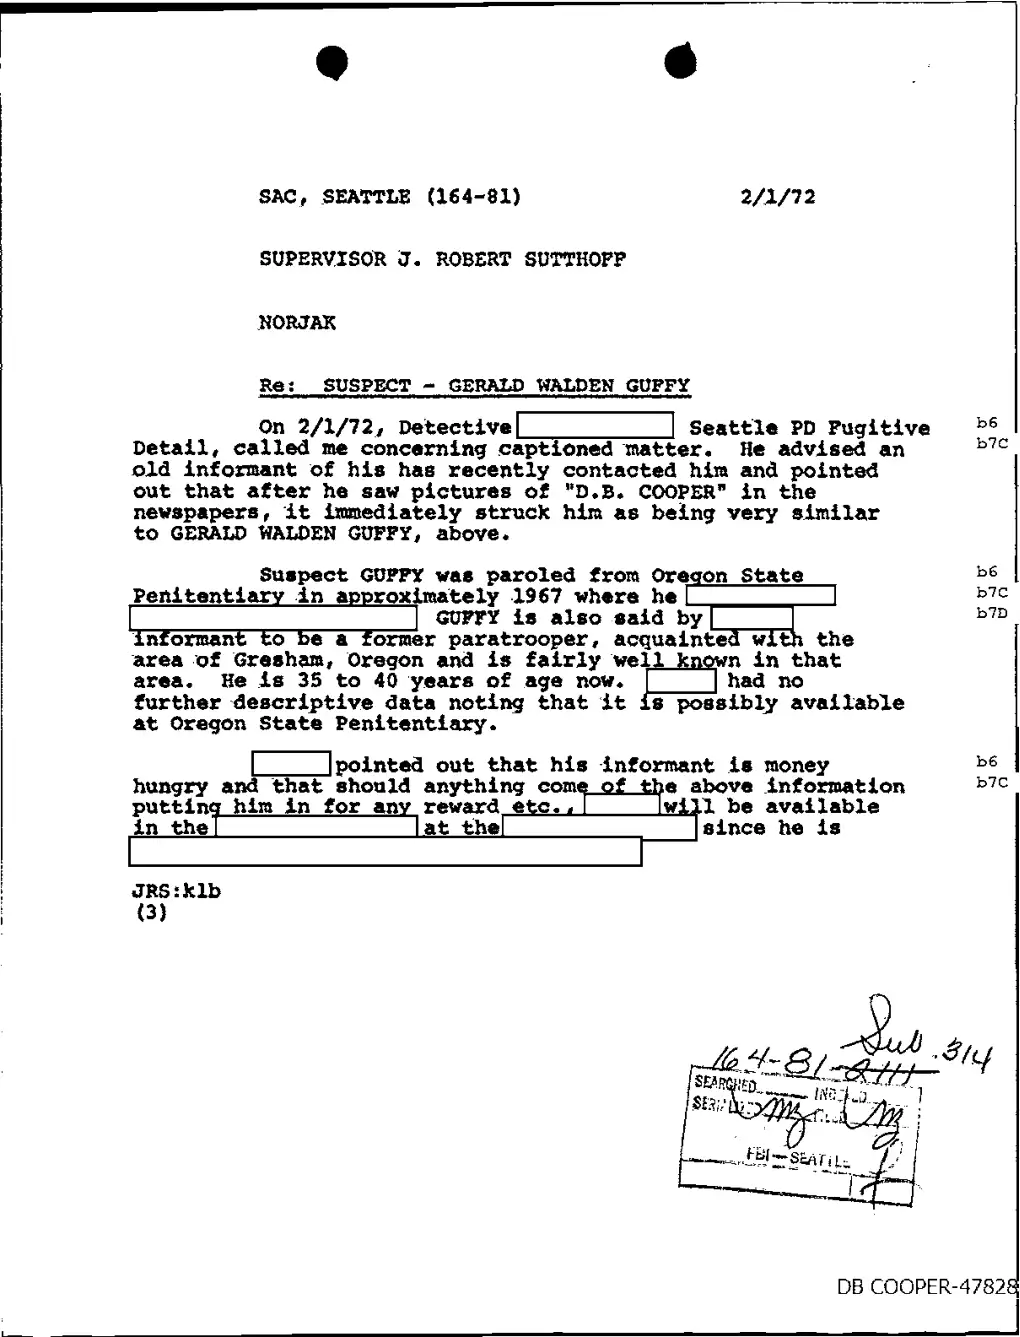 SAC, SEATTLE (164-81) 2/1/72
SUPERVISOR J. ROBERT SUTTHOFF
NORJAK
Re: SUSPECT - GERALD WALDEN GUFFY
On 2/1/72, Detective Seattle PD Fugitive b6
Detail, called me concerning captioned matter. He advised an b7C
old informant of his has recently contacted him and pointed
out that after he saw pictures of "D.B. COOPER" in the
newspapers, it immediately struck him as being very similar
to GERALD WALDEN GUFFY, above.
Suspect GUFFY was paroled from Oregon State b6
Penitentiary in approximately 1967 where he b7C
GUFFY is also said by b7D
informant to be a former paratrooper, acquainted with the
area of Gresham, Oregon and is fairly well known in that
area. He is 35 to 40 years of age now. had no
further descriptive data noting that it is possibly available
at Oregon State Penitentiary.
pointed out that his informant is money b6
hungry and that should anything come of the above information b7C
putting him in for any reward etc., will be available
in the at the since he is
JRS:klb
(3)
Sub 314
164-81-2111
SEARCHED INDEXED
SERIALIZED FILED
FBI — SEATTLE
DB COOPER-47828